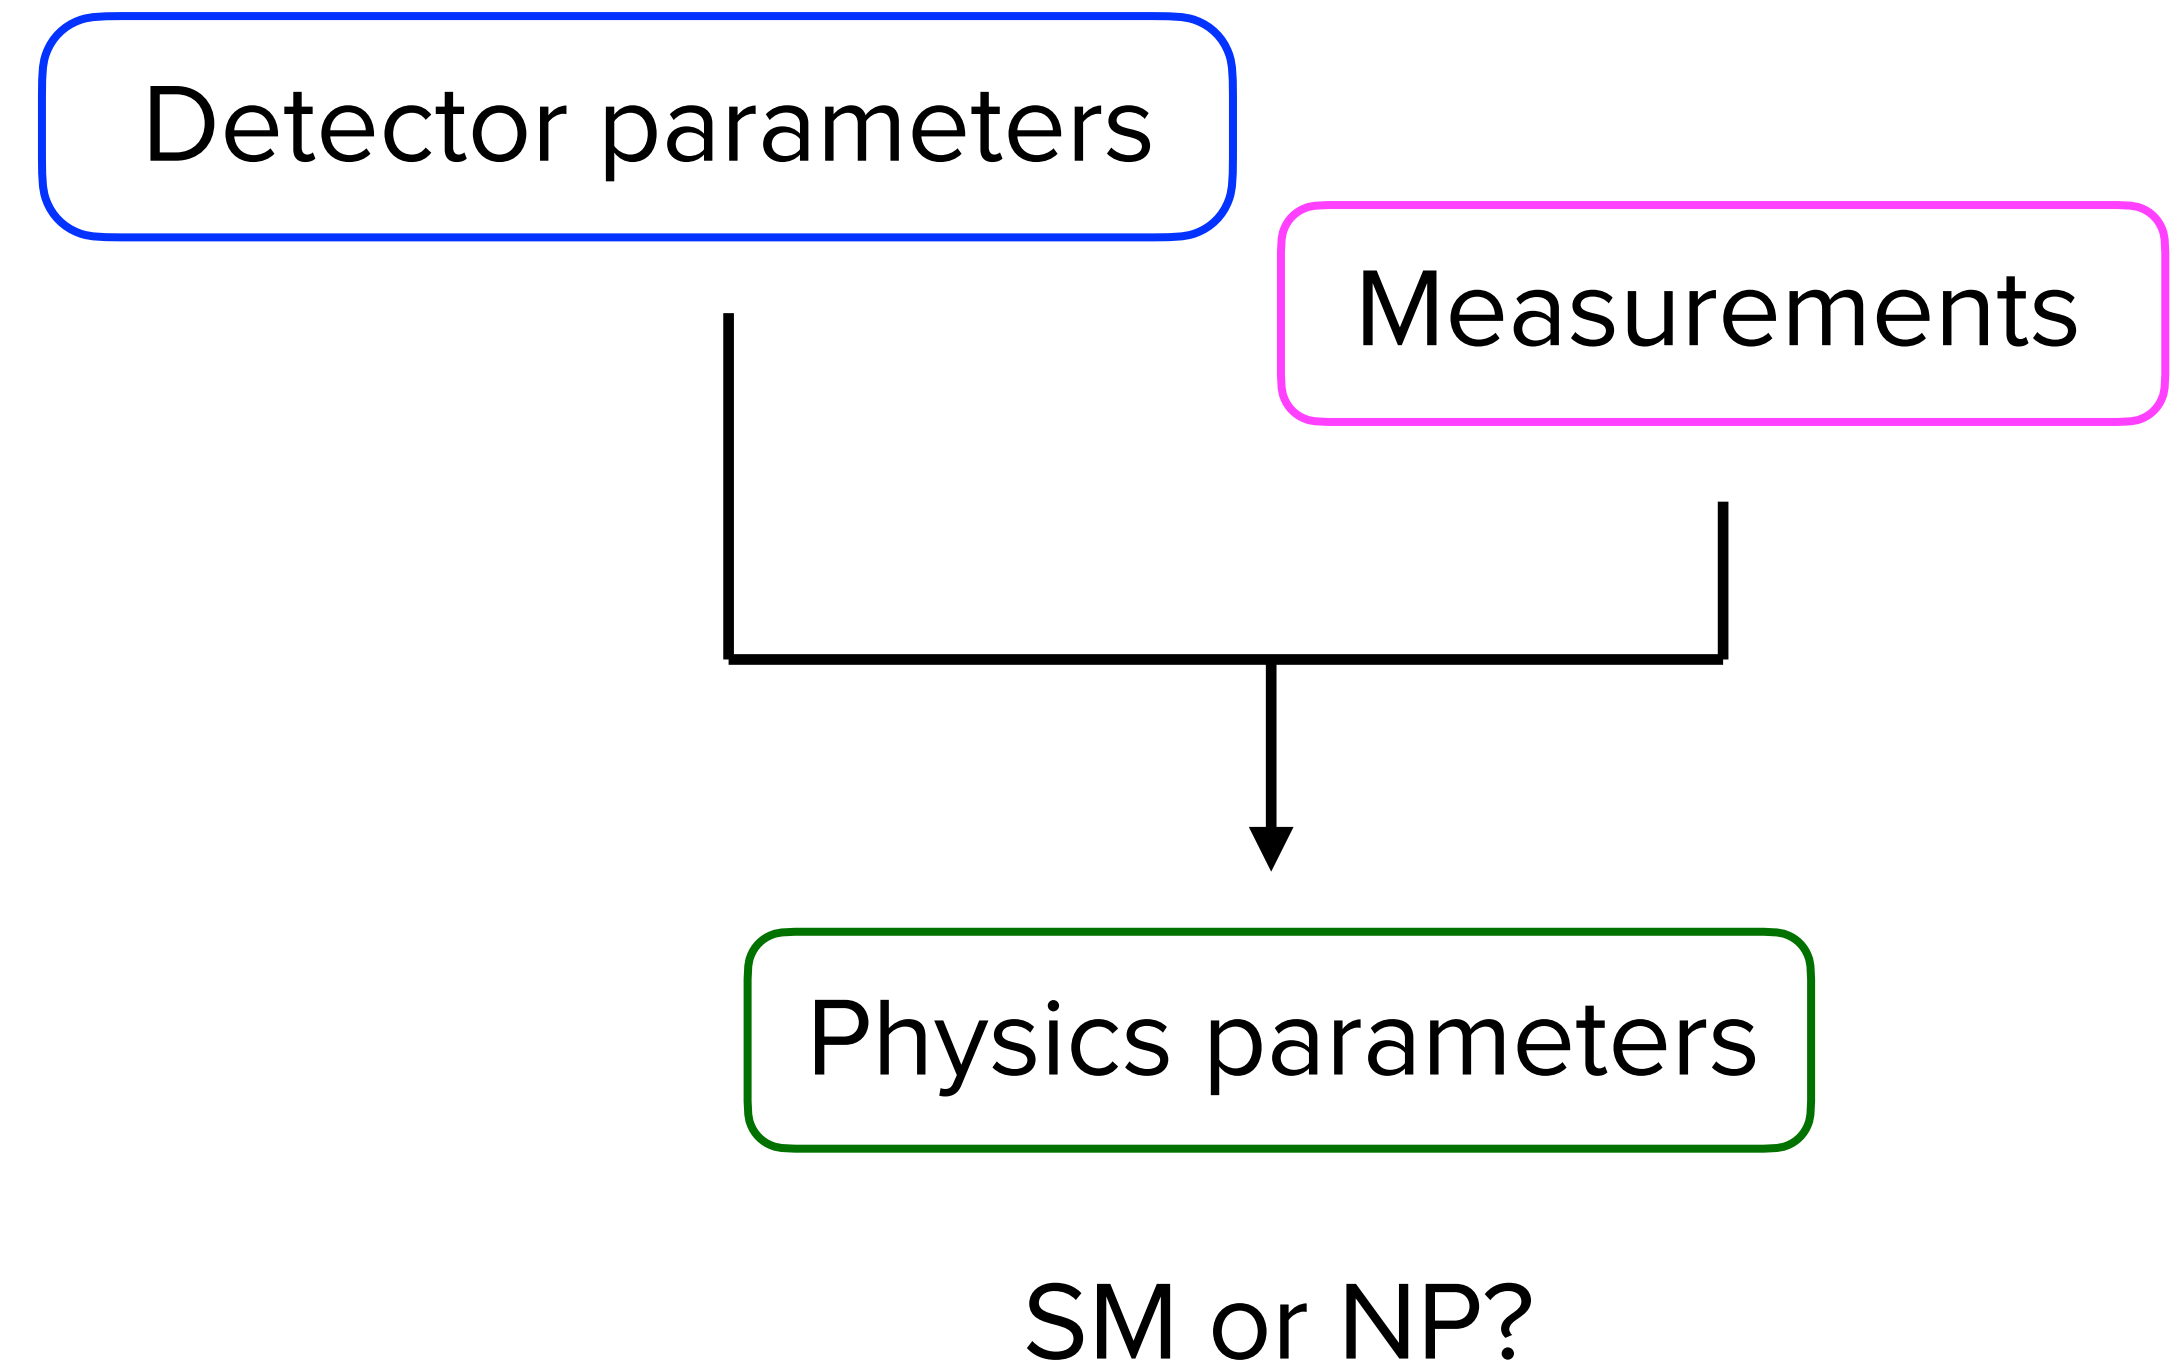 Detector parameters
Measurements
Physics parameters
SM or NP?